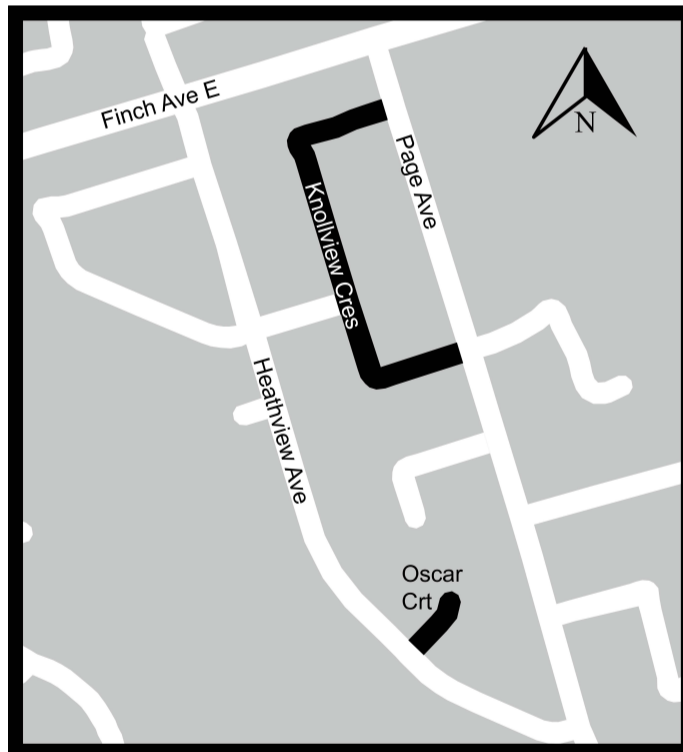 Finch Ave E
N
Page Ave
Knollview Cres
Heathview Ave
Oscar
Crt